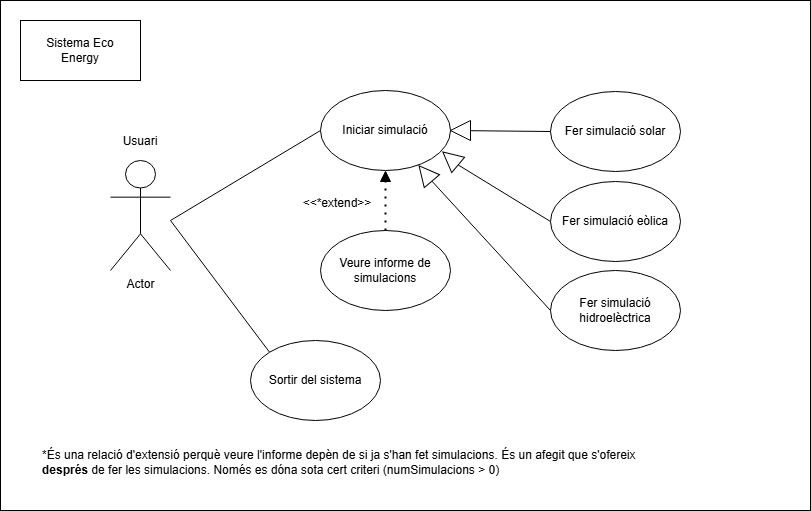 Sistema Eco
Energy
Usuari
Actor
Iniciar simulació
<<*extend>>
Veure informe de
simulacions
Sortir del sistema
Fer simulació solar
Fer simulació eòlica
Fer simulació
hidroelèctrica
*És una relació d'extensió perquè veure l'informe depèn de si ja s'han fet simulacions. És un afegit que s'ofereix
després de fer les simulacions. Només es dóna sota cert criteri (numSimulacions > 0)